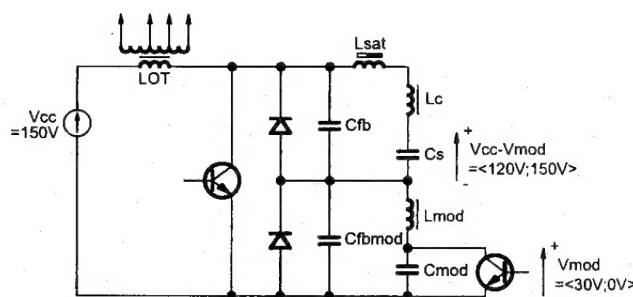 Lsat
LOT
Lc
Vcc
=150V
Cfb
Cs
+
Vcc-Vmod
=<120V;150V>
-
Lmod
Cfbmod
Cmod
+
Vmod
=<30V;0V>
-